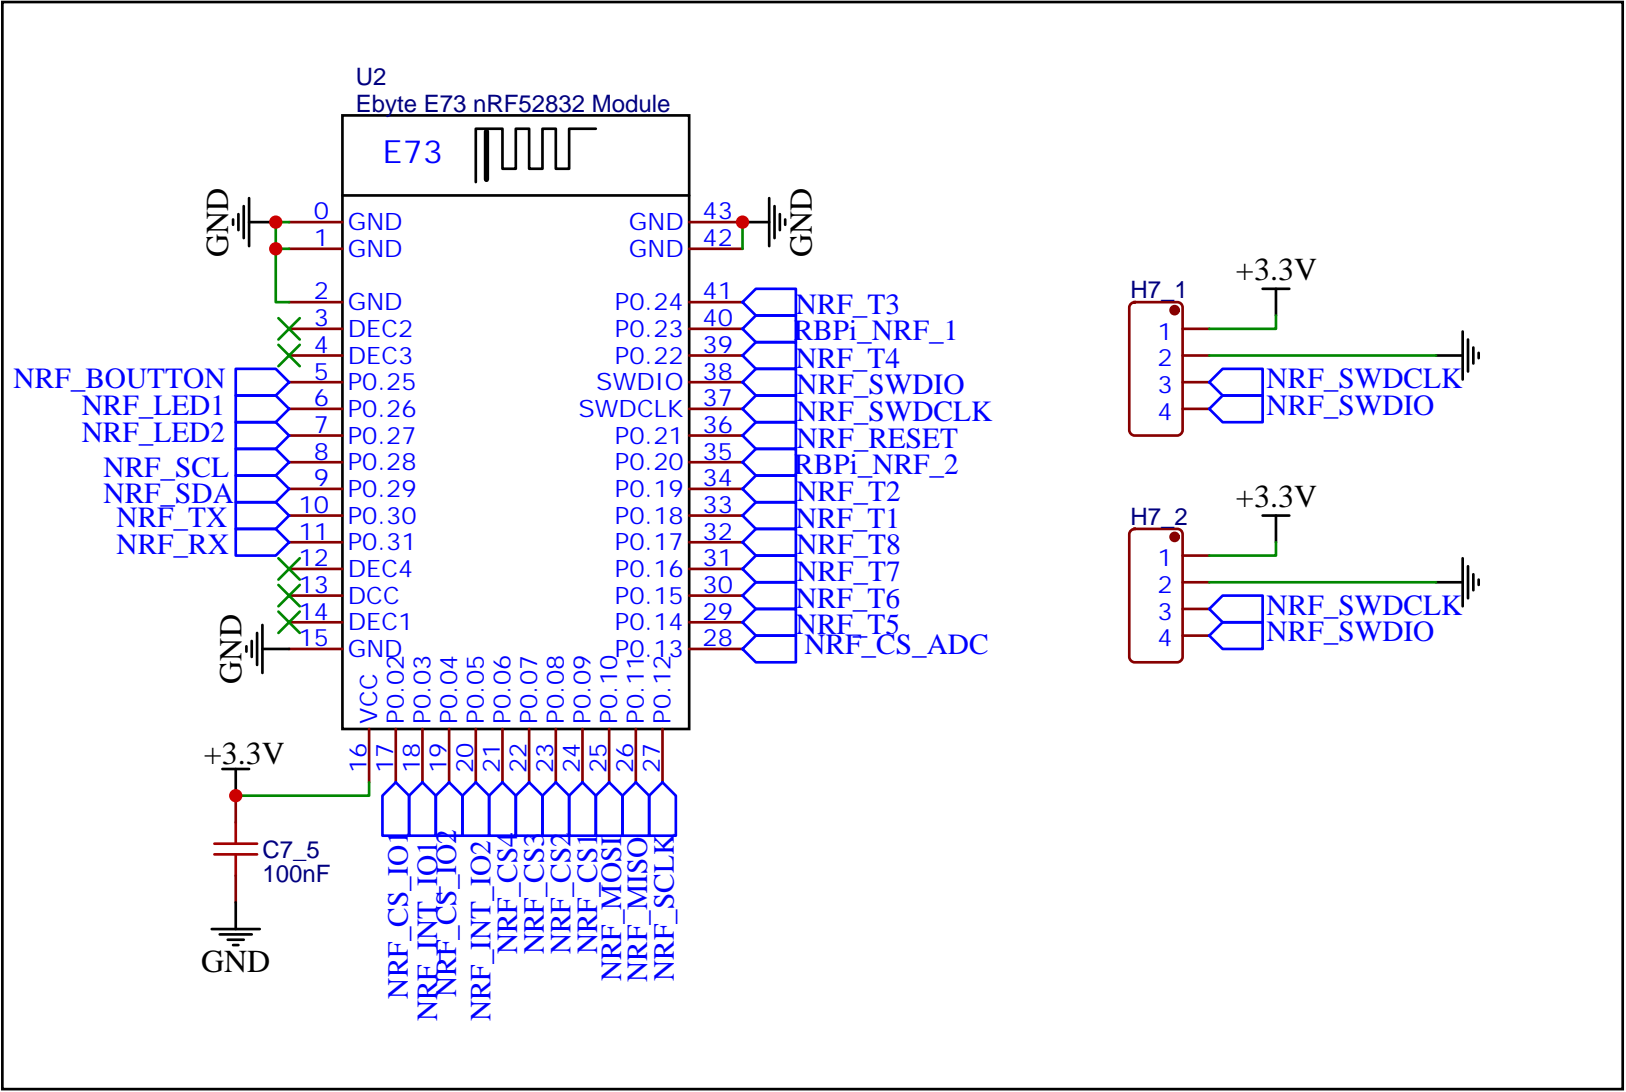 U2
Ebyte E73 nRF52832 Module
E73
GND
0 GND
1 GND
2 GND
3 DEC2
4 DEC3
NRF_BOUTTON 5 P0.25
NRF_LED1 6 P0.26
NRF_LED2 7 P0.27
NRF_SCL 8 P0.28
NRF_SDA 9 P0.29
NRF_TX 10 P0.30
NRF_RX 11 P0.31
12 DEC4
13 DCC
14 DEC1
GND 15 GND
GND 43 GND
GND 42
P0.24 41 NRF_T3
P0.23 40 RBPi_NRF_1
P0.22 39 NRF_T4
SWDIO 38 NRF_SWDIO
SWDCLK 37 NRF_SWDCLK
P0.21 36 NRF_RESET
P0.20 35 RBPi_NRF_2
P0.19 34 NRF_T2
P0.18 33 NRF_T1
P0.17 32 NRF_T8
P0.16 31 NRF_T7
P0.15 30 NRF_T6
P0.14 29 NRF_T5
P0.13 28 NRF_CS_ADC
VCC 16
P0.02 17 NRF_CS_IO1
P0.03 18 NRF_INT_IO1
P0.04 19 NRF_CS_IO2
P0.05 20 NRF_INT_IO2
P0.06 21 NRF_CS4
P0.07 22 NRF_CS3
P0.08 23 NRF_CS2
P0.09 24 NRF_CS1
P0.10 25 NRF_MOSI
P0.11 26 NRF_MISO
P0.12 27 NRF_SCLK
+3.3V
C7_5
100nF
GND
+3.3V
H7_1
1
2
3 NRF_SWDCLK
4 NRF_SWDIO
+3.3V
H7_2
1
2
3 NRF_SWDCLK
4 NRF_SWDIO